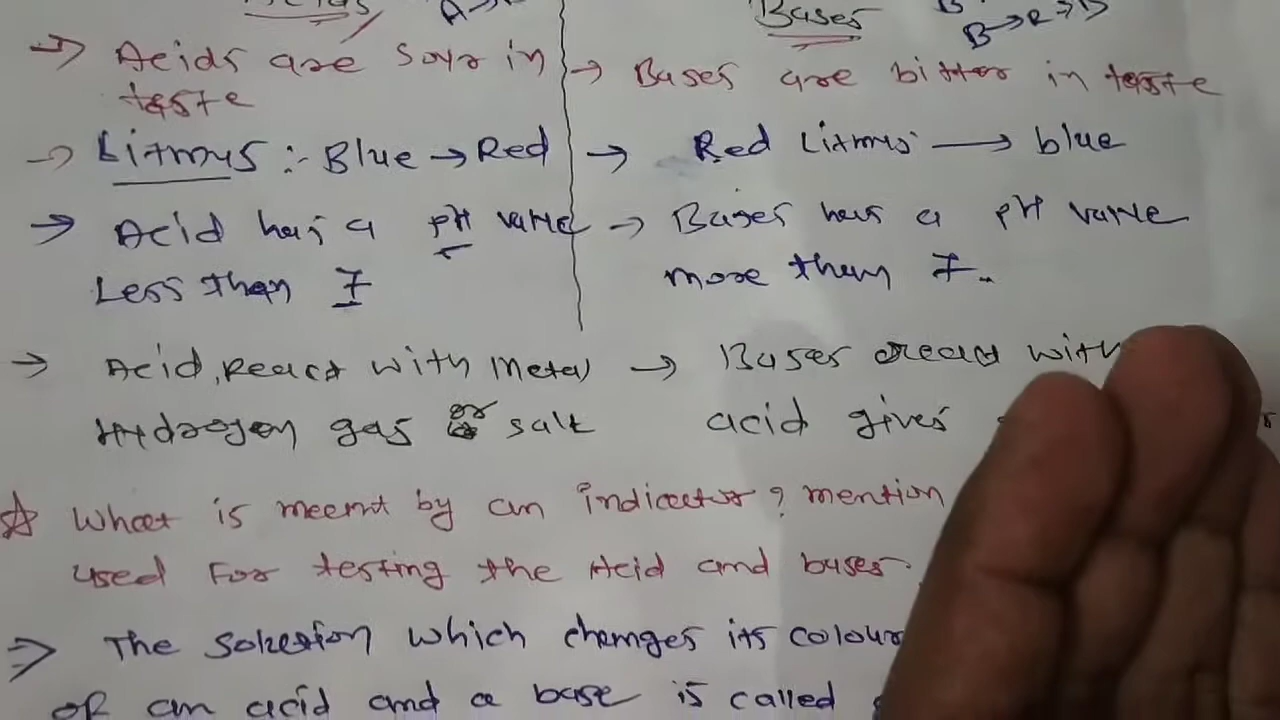 Acids Bases
A→ B→R→B
→ Acids are sour in → Bases are bitter in taste
taste
→ Litmus :- Blue → Red → Red Litmus → blue
→ Acid has a pH value → Bases has a pH value
Less than 7 more then 7..
→ Acid, React with metal → Bases react with
Hydrogen gas or salt acid gives
☆ What is meent by an indicator? mention
used For testing the Acid and bases.
⇒ The solution which changes its colour
of an acid and a base is called